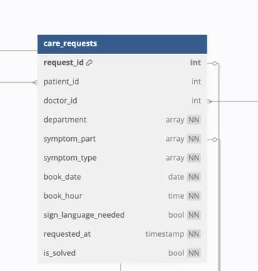 care_requests
request_id int
patient_id int
doctor_id int
department array NN
symptom_part array NN
symptom_type array NN
book_date date NN
book_hour time NN
sign_language_needed bool NN
requested_at timestamp NN
is_solved bool NN